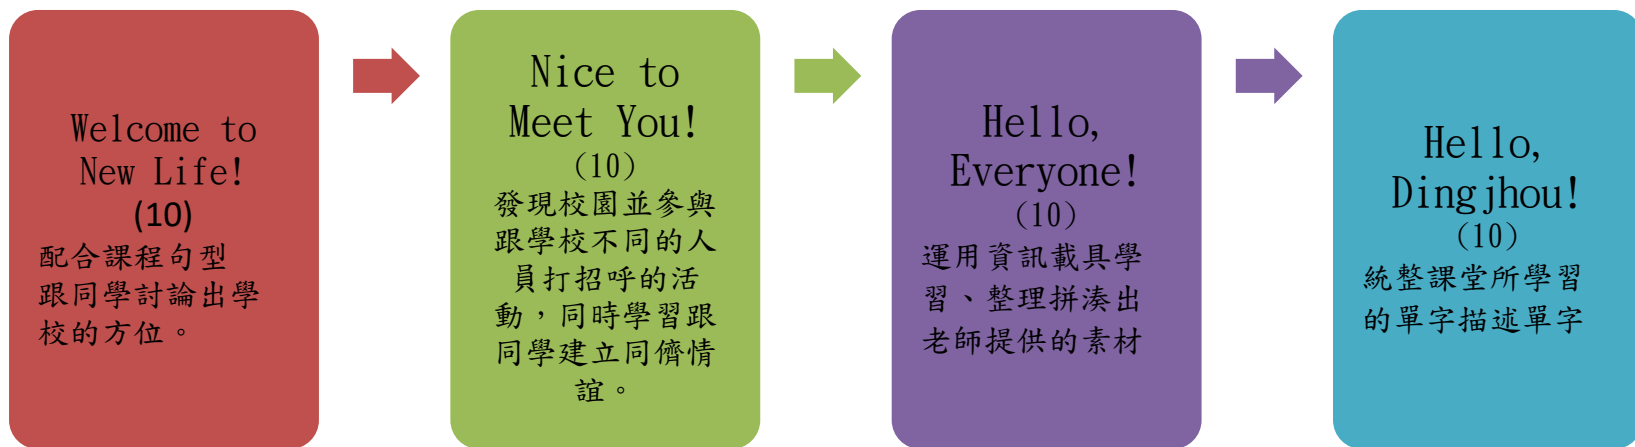 Welcome to
New Life!
(10)
配合課程句型
跟同學討論出學
校的方位。
Nice to
Meet You!
(10)
發現校園並參與
跟學校不同的人
員打招呼的活
動，同時學習跟
同學建立同儕情
誼。
Hello,
Everyone!
(10)
運用資訊載具學
習、整理拼湊出
老師提供的素材
Hello,
Dingjhou!
(10)
統整課堂所學習
的單字描述單字